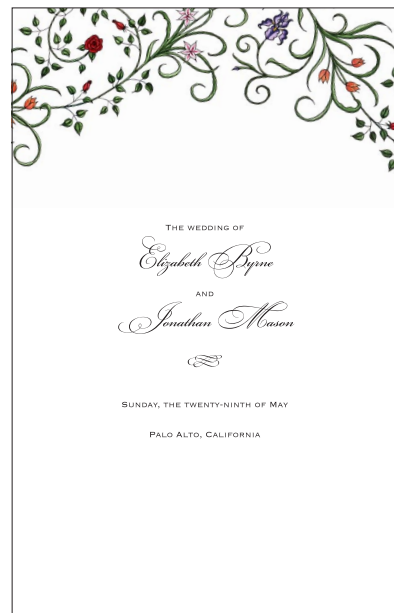 The wedding of
Elizabeth Byrne
and
Jonathan Mason
Sunday, the twenty-ninth of May
Palo Alto, California